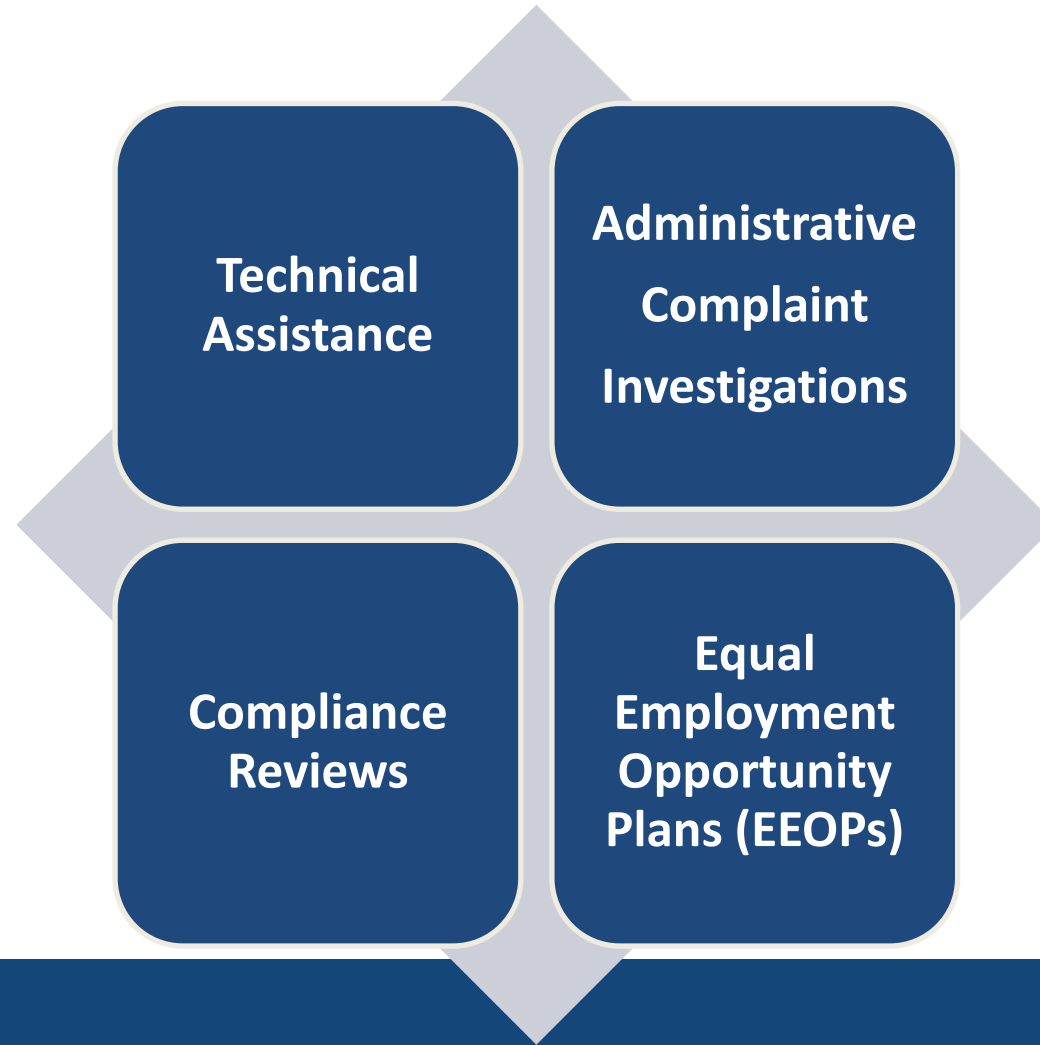 Technical
Assistance
Administrative
Complaint
Investigations
Compliance
Reviews
Equal
Employment
Opportunity
Plans (EEOPs)